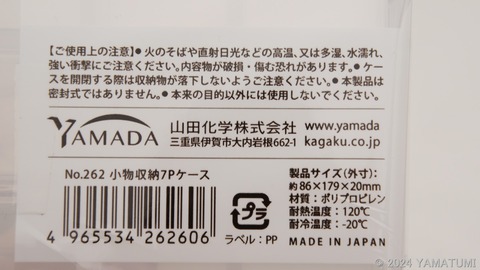 【ご使用上の注意】● 火のそばや直射日光などの高温、又は多湿、水濡れ、
強い衝撃にご注意ください。内容物が破損・傷む恐れがあります。● ケー
スを開閉する際は収納物が落下しないようご注意ください。● 本製品は
密封式ではありません。● 本来の目的以外には使用しないでください。
YAMADA
山田化学株式会社
三重県伊賀市大内岩根662-1
www.yamada
kagaku.co.jp
No.262 小物収納7Pケース
4 965534 262606
プラ
ラベル：PP
製品サイズ(外寸)：
約86×179×20mm
材質：ポリプロピレン
耐熱温度：120℃
耐冷温度：-20℃
MADE IN JAPAN
© 2024 YAMATUMI